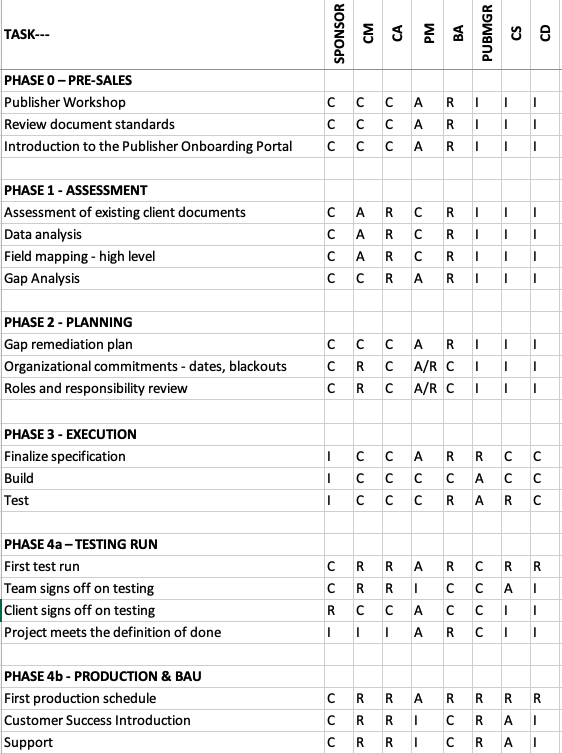 TASK--- SPONSOR CM CA PM BA PUBMGR CS CD
PHASE 0 – PRE-SALES
Publisher Workshop C C C A R I I I
Review document standards C C C A R I I I
Introduction to the Publisher Onboarding Portal C C C A R I I I
PHASE 1 - ASSESSMENT
Assessment of existing client documents C A R C R I I I
Data analysis C A R C R I I I
Field mapping - high level C A R C R I I I
Gap Analysis C C R A R I I I
PHASE 2 - PLANNING
Gap remediation plan C C C A R I I I
Organizational commitments - dates, blackouts C R C A/R C I I I
Roles and responsibility review C R C A/R C I I I
PHASE 3 - EXECUTION
Finalize specification I C C A R R C C
Build I C C C C A C C
Test I C C C R A R C
PHASE 4a – TESTING RUN
First test run C R R A R C R R
Team signs off on testing C R R I C C A I
Client signs off on testing R C C A C C I I
Project meets the definition of done I I I A R C I I
PHASE 4b - PRODUCTION & BAU
First production schedule C R R A R R R R
Customer Success Introduction C R R I C R A I
Support C R R I C R A I